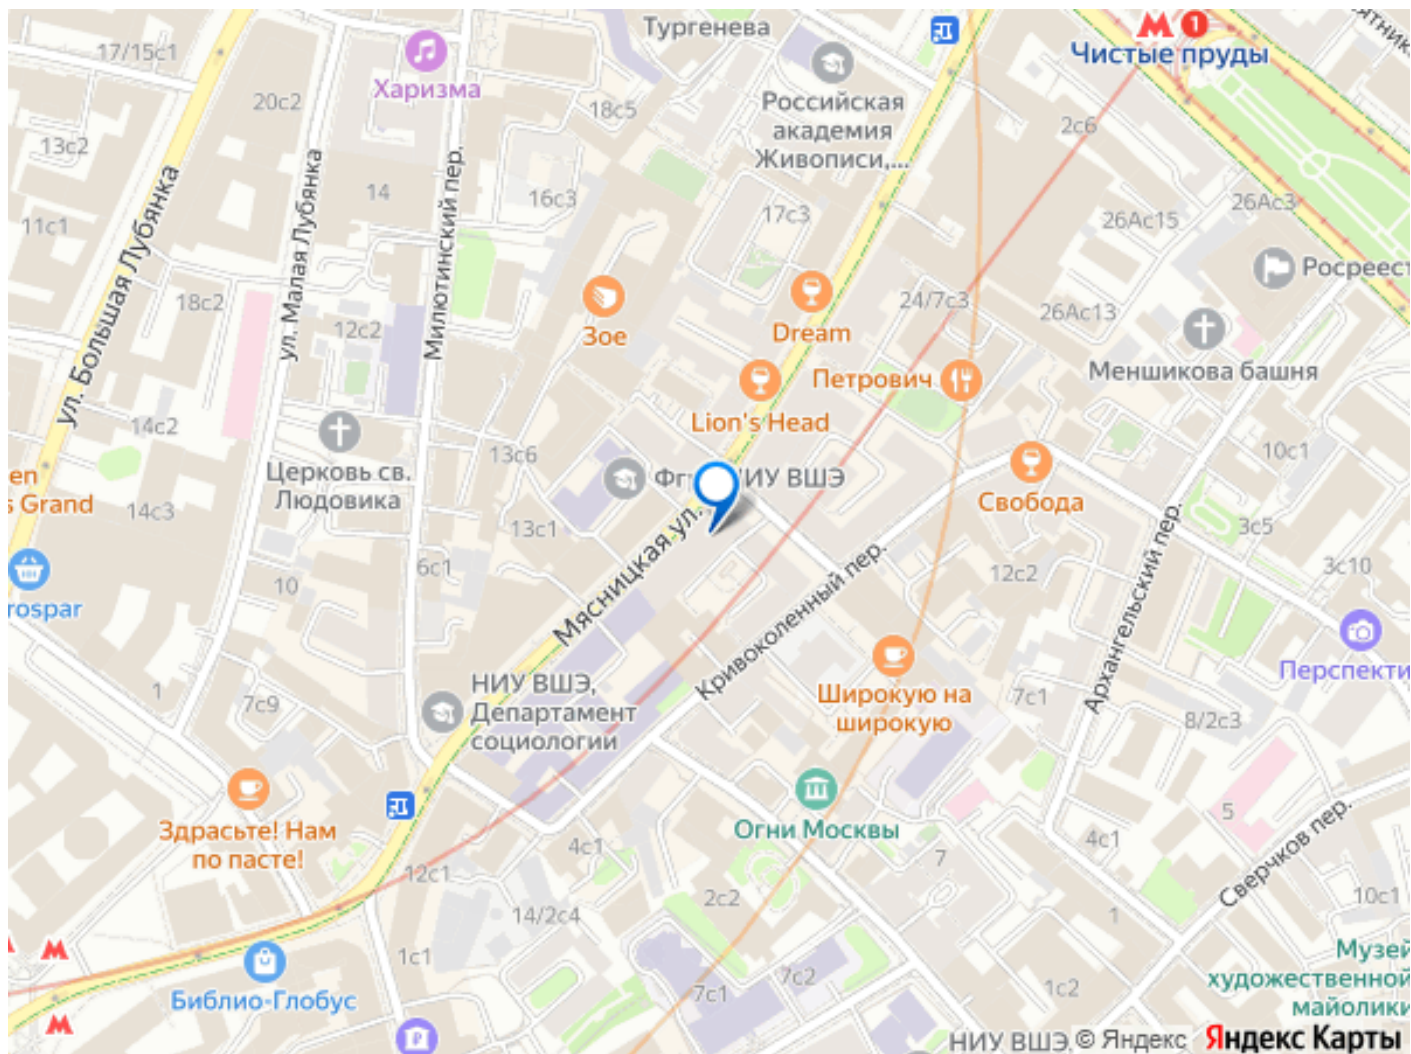 Тургенева
Чистые пруды
1
17/15с1
Харизма
20с2
18с5
Российская
академия
Живописи,...
2с6
13с2
14
16с3
17с3
26Ас3
26Ас15
11с1
ул. Большая Лубянка
ул. Малая Лубянка
Милютинский пер.
18с2
12с2
Зое
Dream
24/7с3
26Ас13
Росреест
Меншикова башня
Петрович
Lion's Head
14с2
Церковь св.
Людовика
13с6
НИУ ВШЭ
10с1
en
s Grand
14с3
13с1
Свобода
3с5
Мясницкая ул.
Кривоколенный пер.
Архангельский пер.
rospar
10
6с1
12с2
3с10
Перспекти
1
7с9
НИУ ВШЭ,
Департамент
социологии
Широкую на
широкую
7с1
8/2с3
Здрасьте! Нам
по пасте!
Огни Москвы
5
4с1
4с1
7
Сверчков пер.
12с1
2с2
14/2с4
1
10с1
1с1
Библио-Глобус
7с2
7с1
1с2
Музей
художественной
майолики
НИУ ВШЭ,
© Яндекс
Яндекс Карты